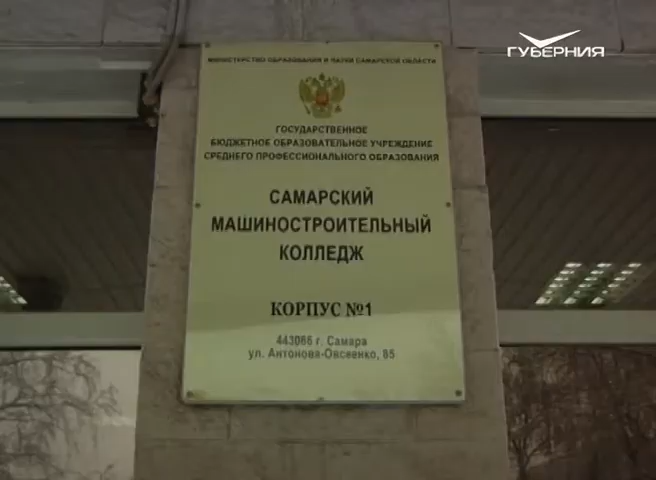 ГУБЕРНИЯ
МИНИСТЕРСТВО ОБРАЗОВАНИЯ И НАУКИ САМАРСКОЙ ОБЛАСТИ
ГОСУДАРСТВЕННОЕ
БЮДЖЕТНОЕ ОБРАЗОВАТЕЛЬНОЕ УЧРЕЖДЕНИЕ
СРЕДНЕГО ПРОФЕССИОНАЛЬНОГО ОБРАЗОВАНИЯ
САМАРСКИЙ
МАШИНОСТРОИТЕЛЬНЫЙ
КОЛЛЕДЖ
КОРПУС №1
443066 г. Самара
ул. Антонова-Овсеенко, 85